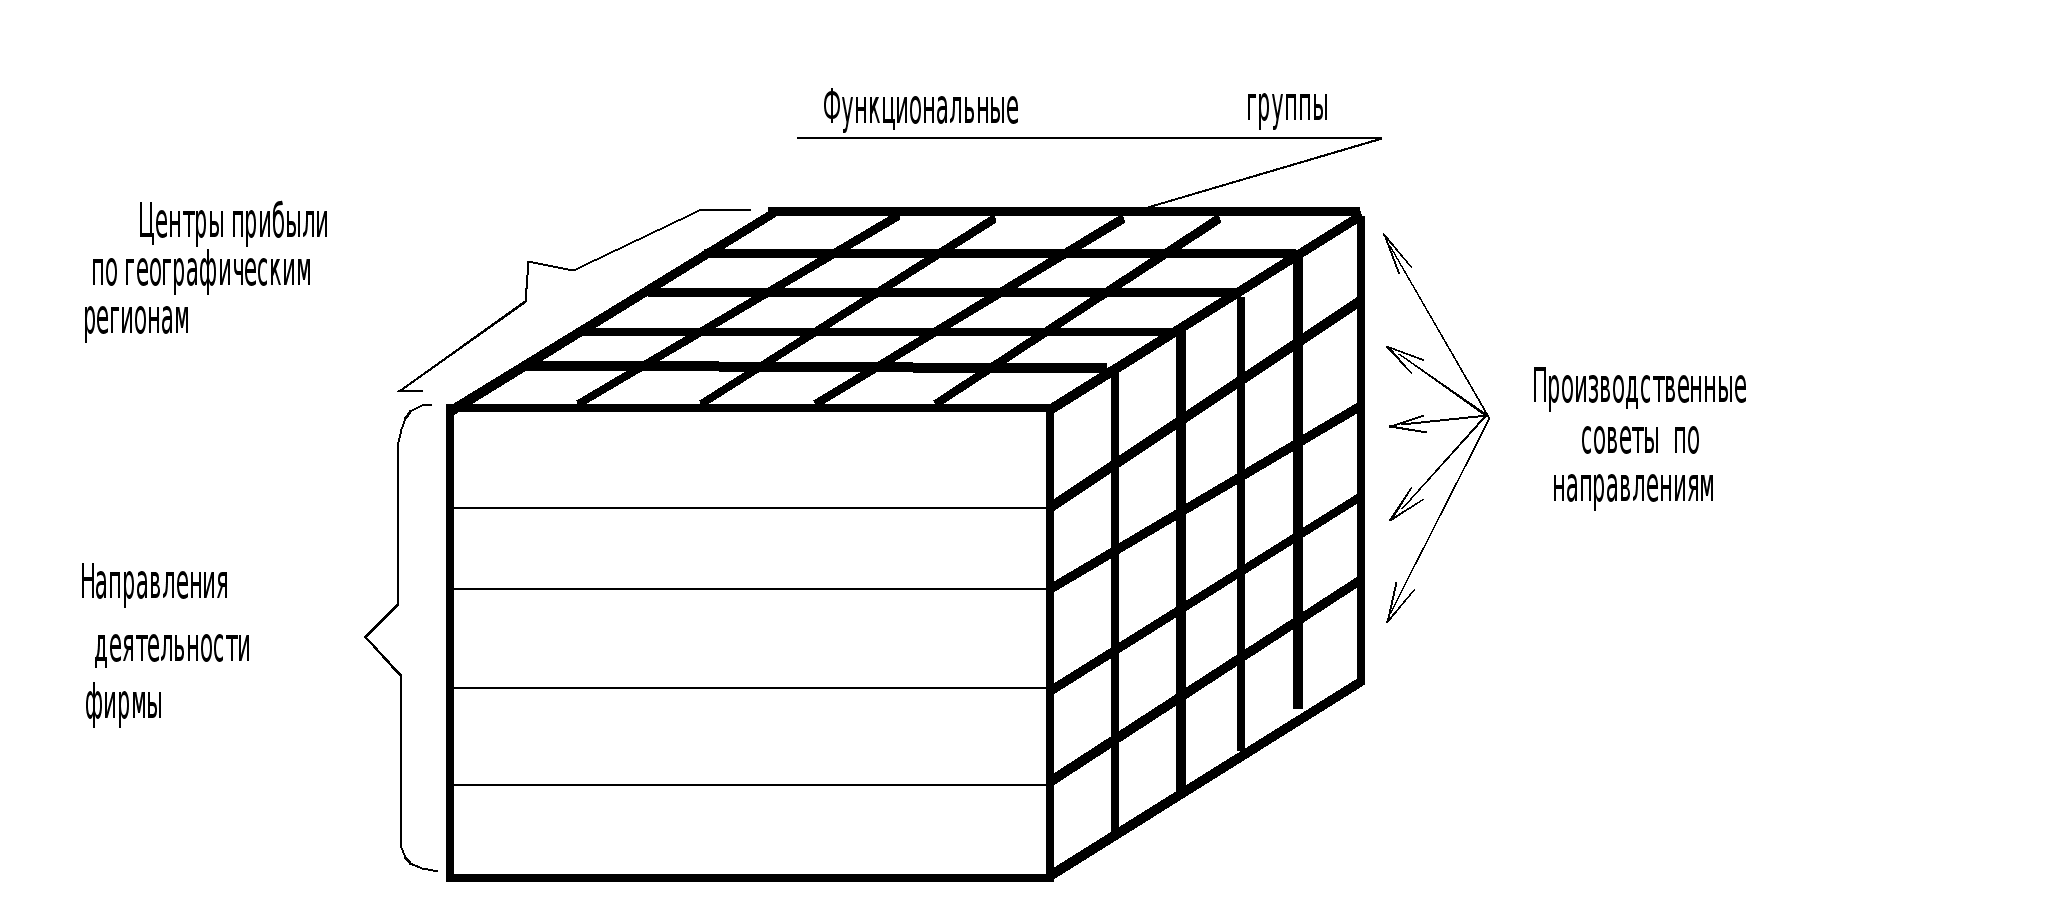 Функциональные группы
Центры прибыли
по географическим
регионам
Производственные
советы по
направлениям
Направления
деятельности
фирмы